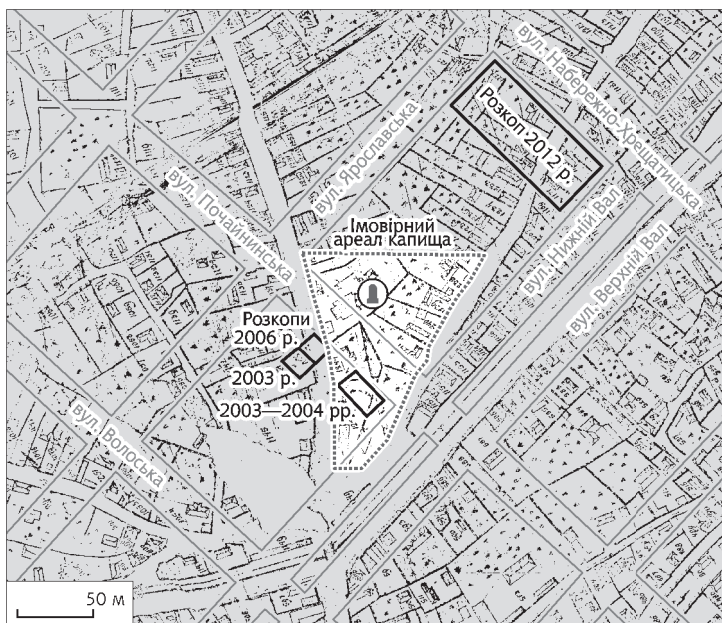 вул. Набережно-Хрещатицька
Розкоп 2012 р.
вул. Ярославська
вул. Почайнинська
Імовірний
ареал капища
вул. Нижній Вал
вул. Верхній Вал
Розкопи
2006 р.
2003 р.
2003—2004 рр.
вул. Волоська
50 м